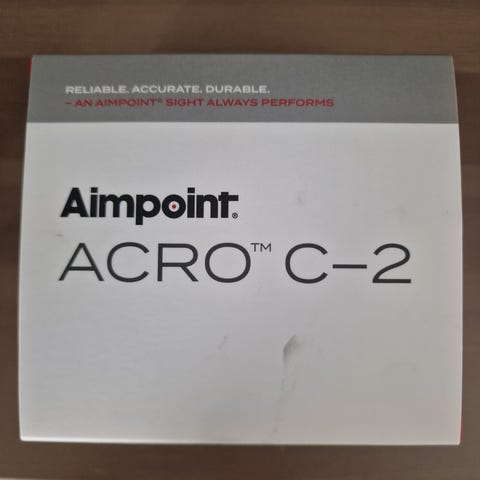 RELIABLE. ACCURATE. DURABLE.
– AN AIMPOINT® SIGHT ALWAYS PERFORMS
Aimpoint®
ACRO™ C–2